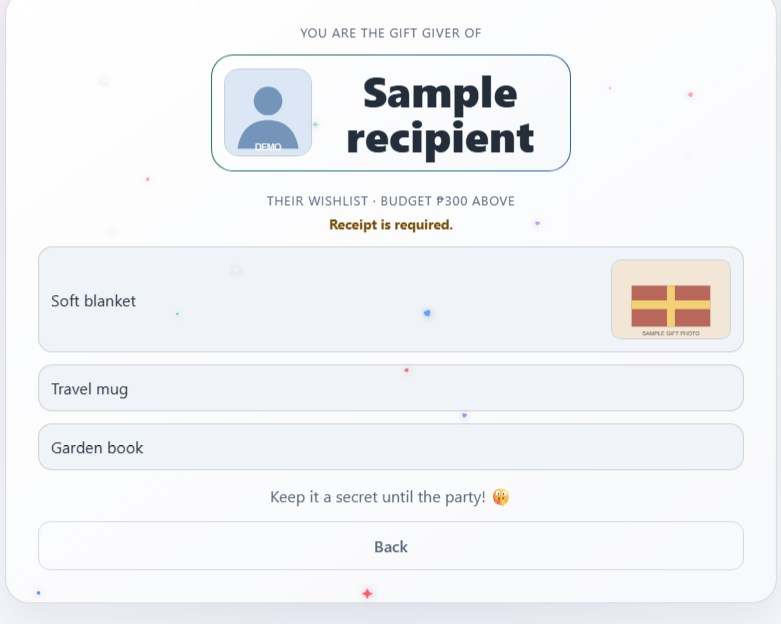 YOU ARE THE GIFT GIVER OF
DEMO
Sample
recipient
THEIR WISHLIST · BUDGET ₱300 ABOVE
Receipt is required.
Soft blanket
SAMPLE GIFT PHOTO
Travel mug
Garden book
Keep it a secret until the party! 🫣
Back